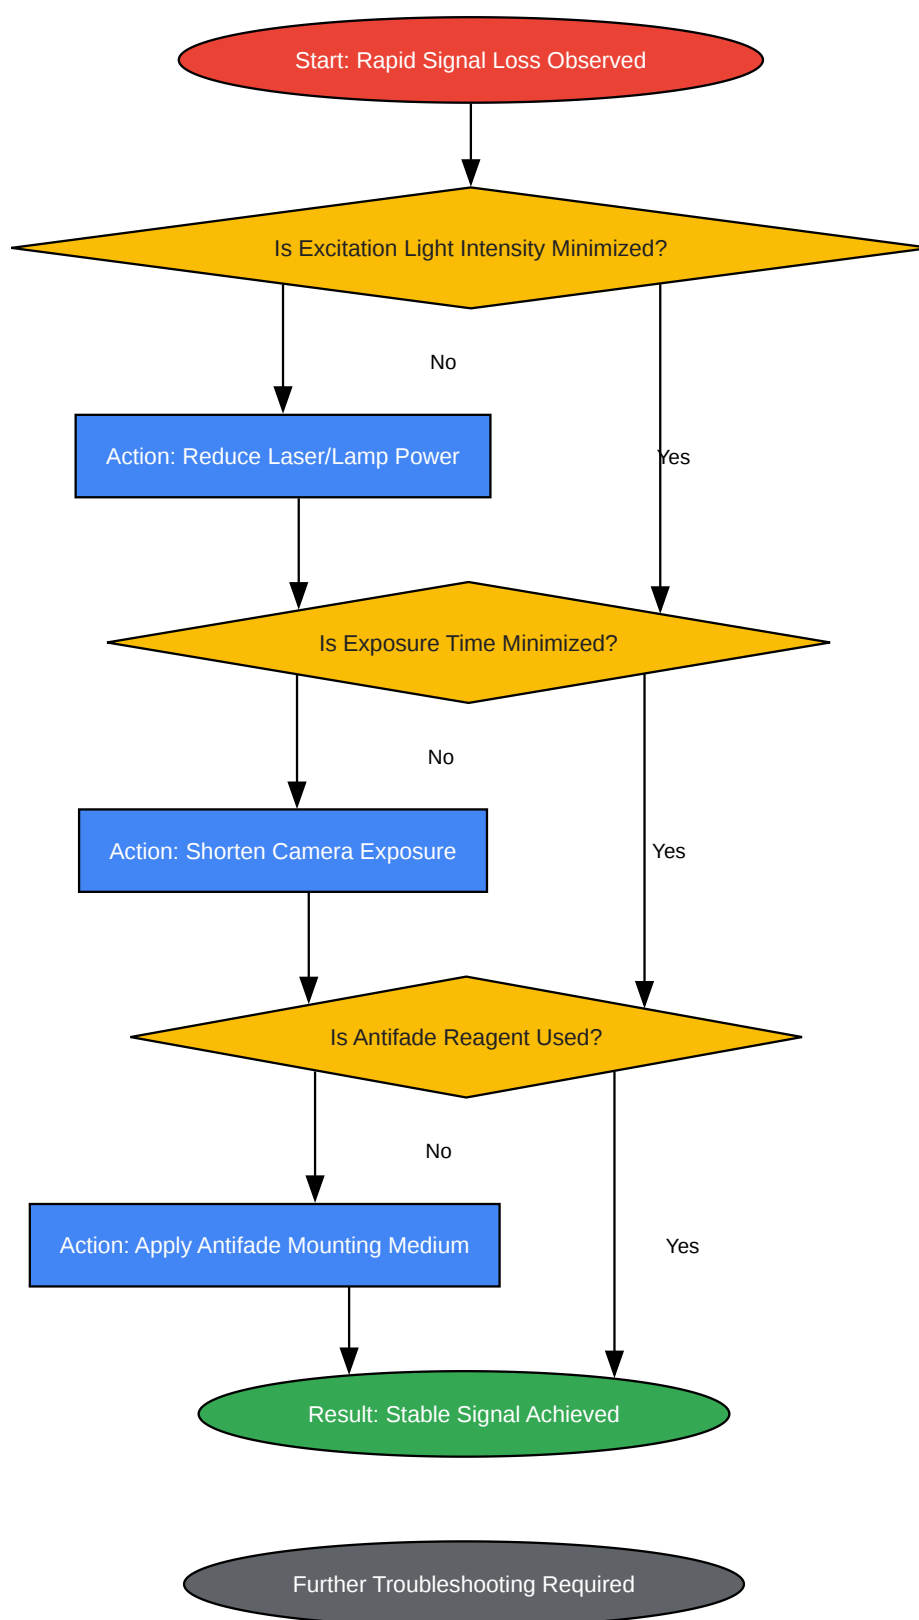 Start: Rapid Signal Loss Observed
Is Excitation Light Intensity Minimized?
No
Action: Reduce Laser/Lamp Power
Yes
Is Exposure Time Minimized?
No
Action: Shorten Camera Exposure
Yes
Is Antifade Reagent Used?
No
Action: Apply Antifade Mounting Medium
Yes
Result: Stable Signal Achieved
Further Troubleshooting Required